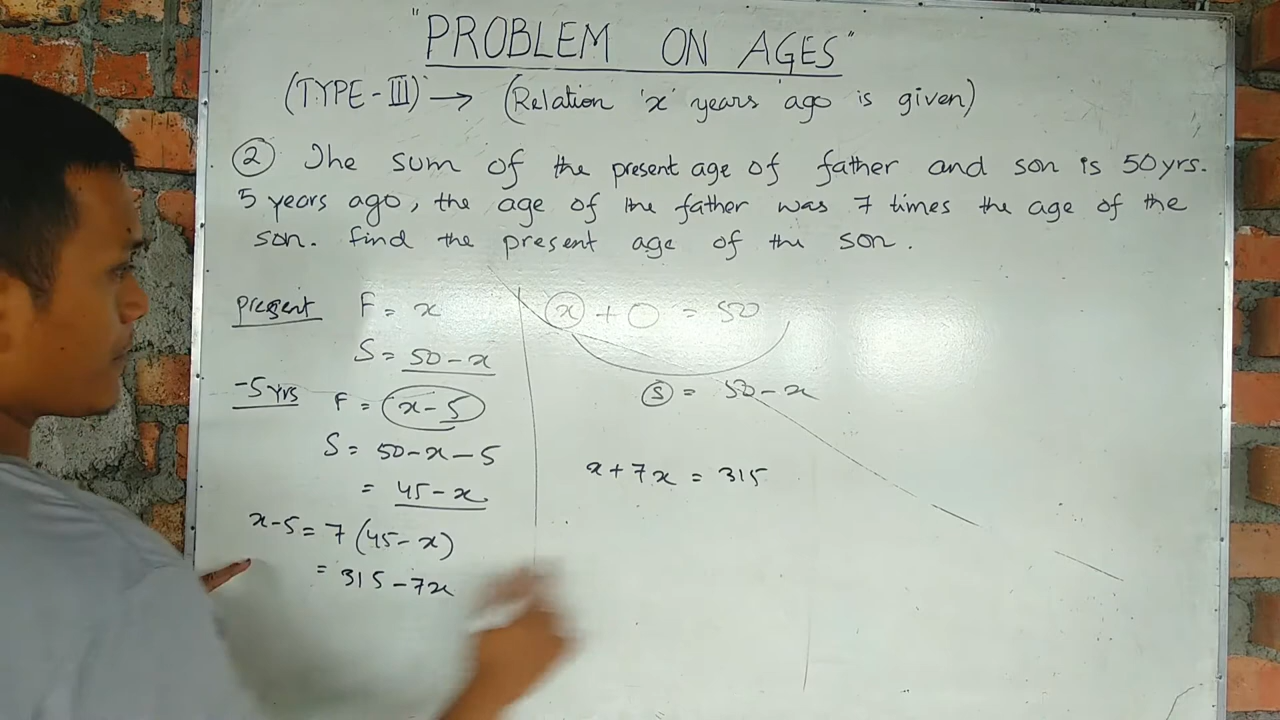 "PROBLEM ON AGES"
(TYPE-III) → (Relation 'x' years ago is given)
② The sum of the present age of father and son is 50yrs.
5 years ago, the age of the father was 7 times the age of the
son. find the present age of the son.
present F = x
S = 50-x
-5yrs F = x-5
S = 50-x-5
= 45-x
x-5 = 7(45-x)
= 315-7x
x + O = 50
S = 50-x
x+7x = 315